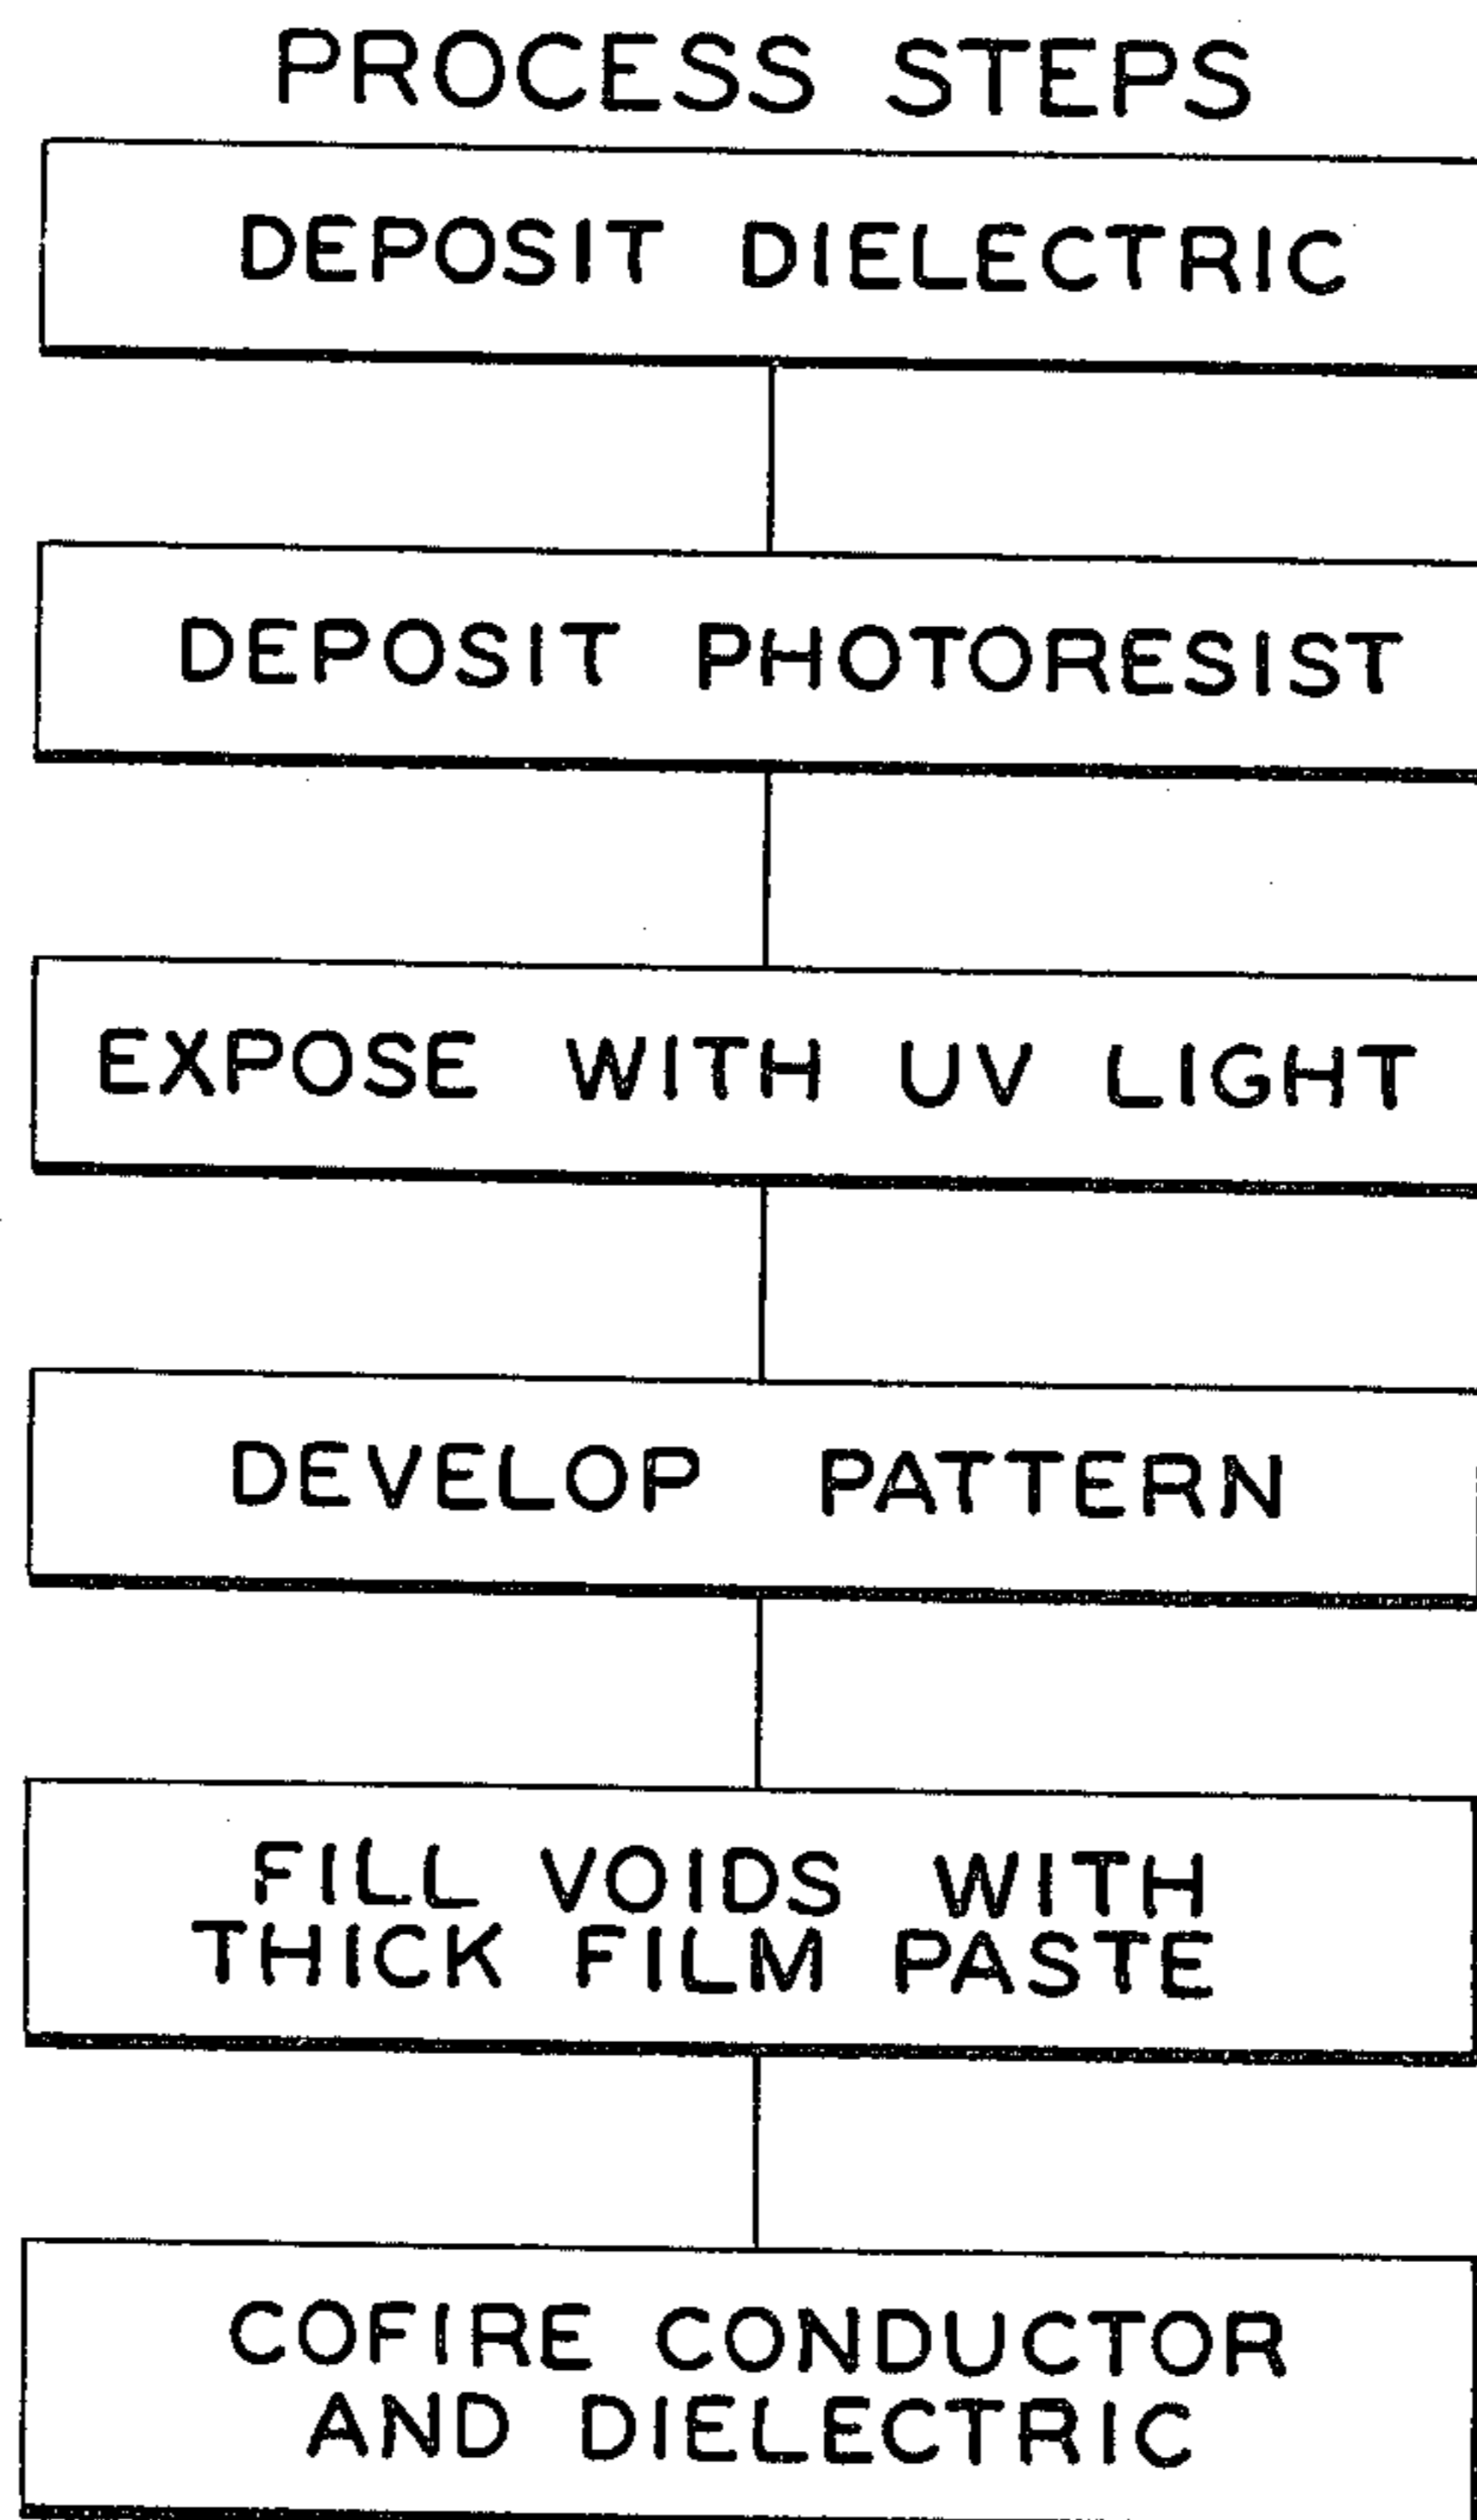 PROCESS STEPS
DEPOSIT DIELECTRIC
DEPOSIT PHOTORESIST
EXPOSE WITH UV LIGHT
DEVELOP PATTERN
FILL VOIDS WITH
THICK FILM PASTE
COFIRE CONDUCTOR
AND DIELECTRIC